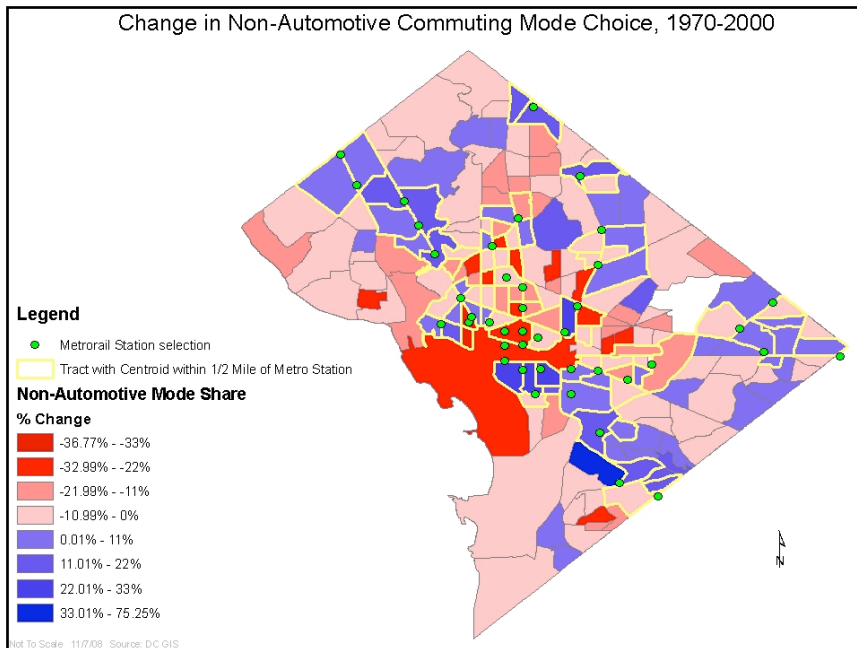 Change in Non-Automotive Commuting Mode Choice, 1970-2000
Legend
Metrorail Station selection
Tract with Centroid within 1/2 Mile of Metro Station
Non-Automotive Mode Share
% Change
-36.77% - -33%
-32.99% - -22%
-21.99% - -11%
-10.99% - 0%
0.01% - 11%
11.01% - 22%
22.01% - 33%
33.01% - 75.25%
N
Not To Scale 11/7/08 Source: DC GIS